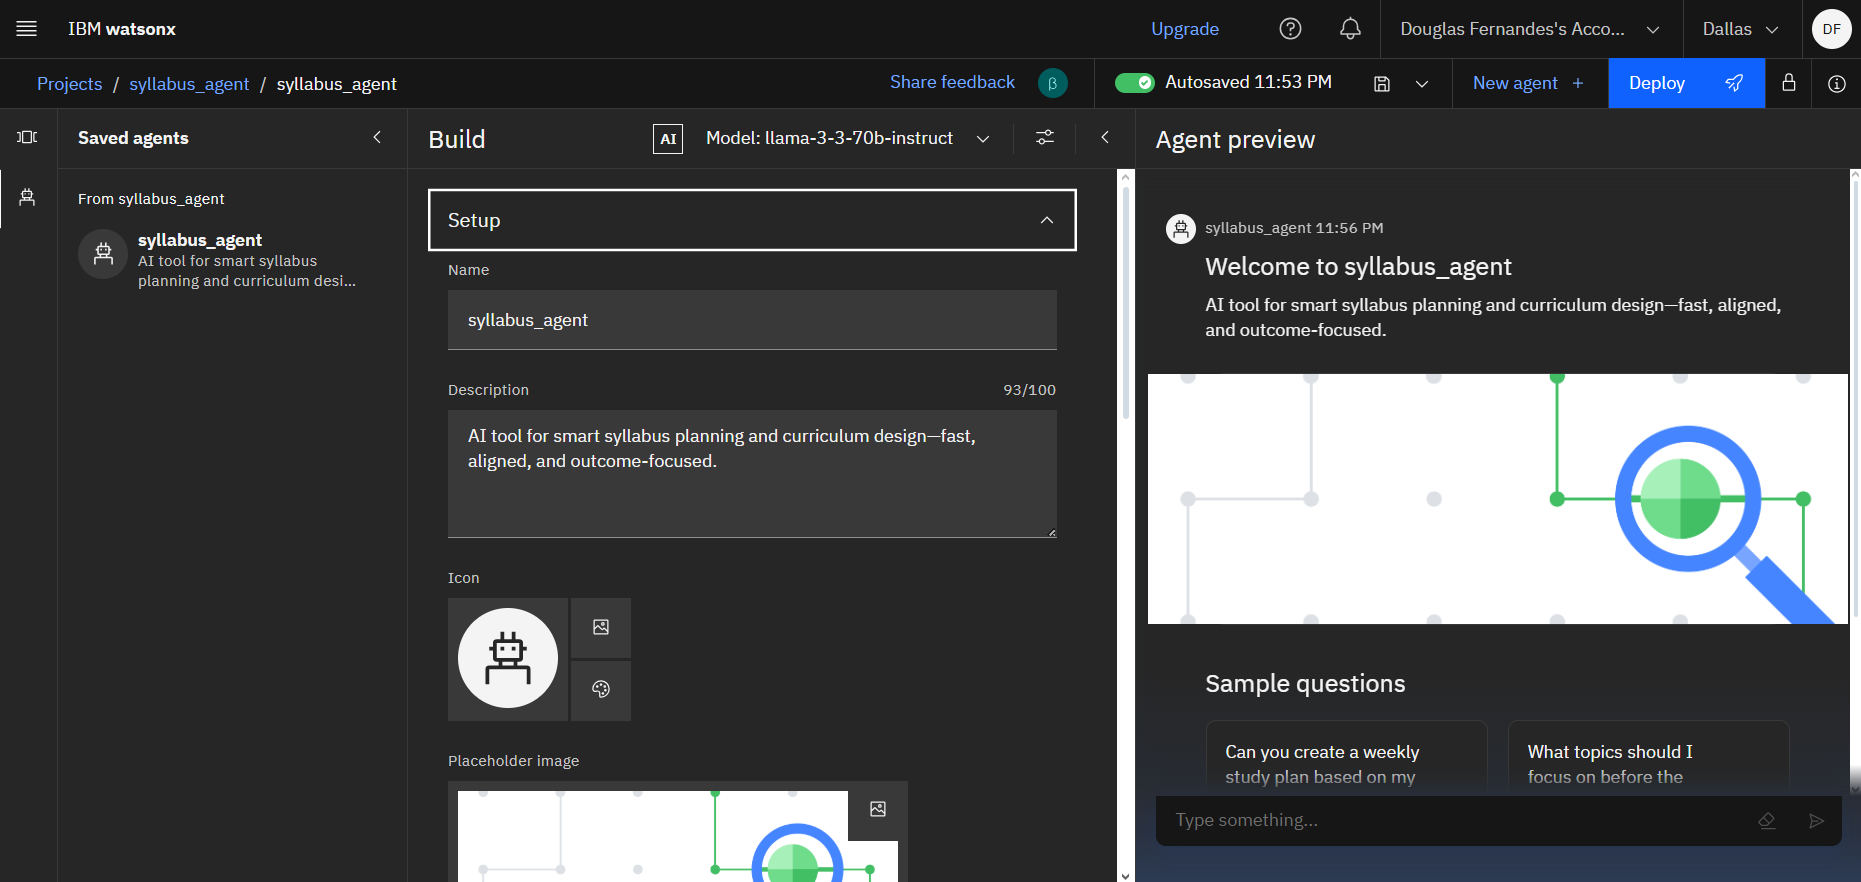 IBM watsonx
Upgrade
Douglas Fernandes's Acco...
Dallas
DF
Projects / syllabus_agent / syllabus_agent
Share feedback
β
Autosaved 11:53 PM
New agent +
Deploy
Saved agents
From syllabus_agent
syllabus_agent
AI tool for smart syllabus
planning and curriculum desi...
Build
AI
Model: llama-3-3-70b-instruct
Setup
Name
syllabus_agent
Description
93/100
AI tool for smart syllabus planning and curriculum design—fast,
aligned, and outcome-focused.
Icon
Placeholder image
Agent preview
syllabus_agent 11:56 PM
Welcome to syllabus_agent
AI tool for smart syllabus planning and curriculum design—fast, aligned,
and outcome-focused.
Sample questions
Can you create a weekly
study plan based on my
What topics should I
focus on before the
Type something...